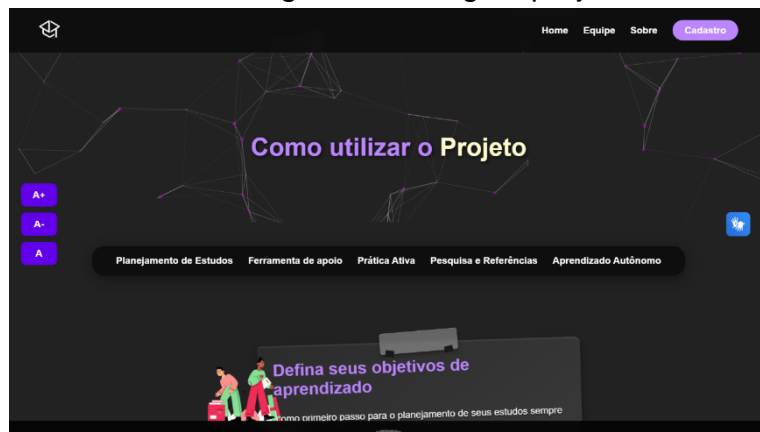 Home Equipe Sobre Cadastro
Como utilizar o Projeto
A+
A-
A
Planejamento de Estudos Ferramenta de apoio Prática Ativa Pesquisa e Referências Aprendizado Autônomo
Defina seus objetivos de
aprendizado
como primeiro passo para o planejamento de seus estudos sempre